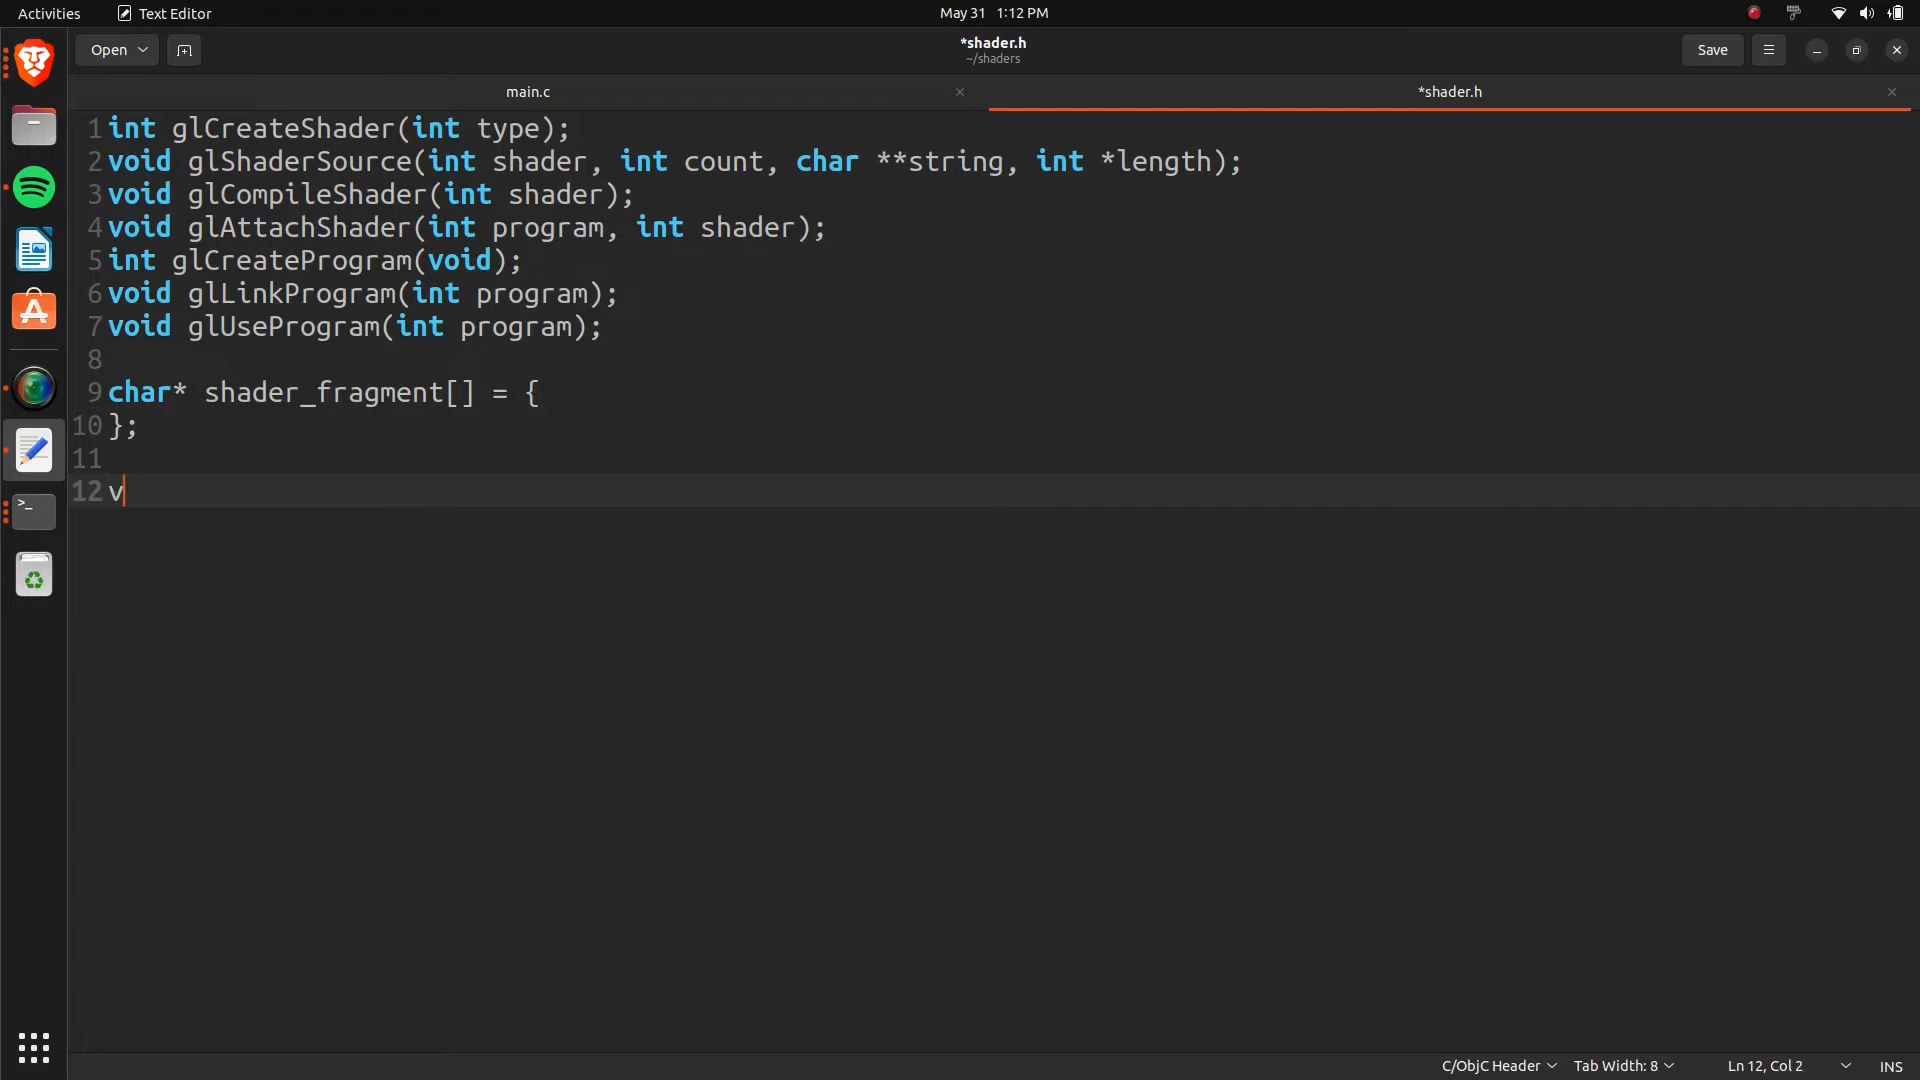 Activities Text Editor May 31 1:12 PM
Open *shader.h Save
~/shaders
main.c *shader.h
1 int glCreateShader(int type);
2 void glShaderSource(int shader, int count, char **string, int *length);
3 void glCompileShader(int shader);
4 void glAttachShader(int program, int shader);
5 int glCreateProgram(void);
6 void glLinkProgram(int program);
7 void glUseProgram(int program);
8
9 char* shader_fragment[] = {
10 };
11
12 v
C/ObjC Header Tab Width: 8 Ln 12, Col 2 INS